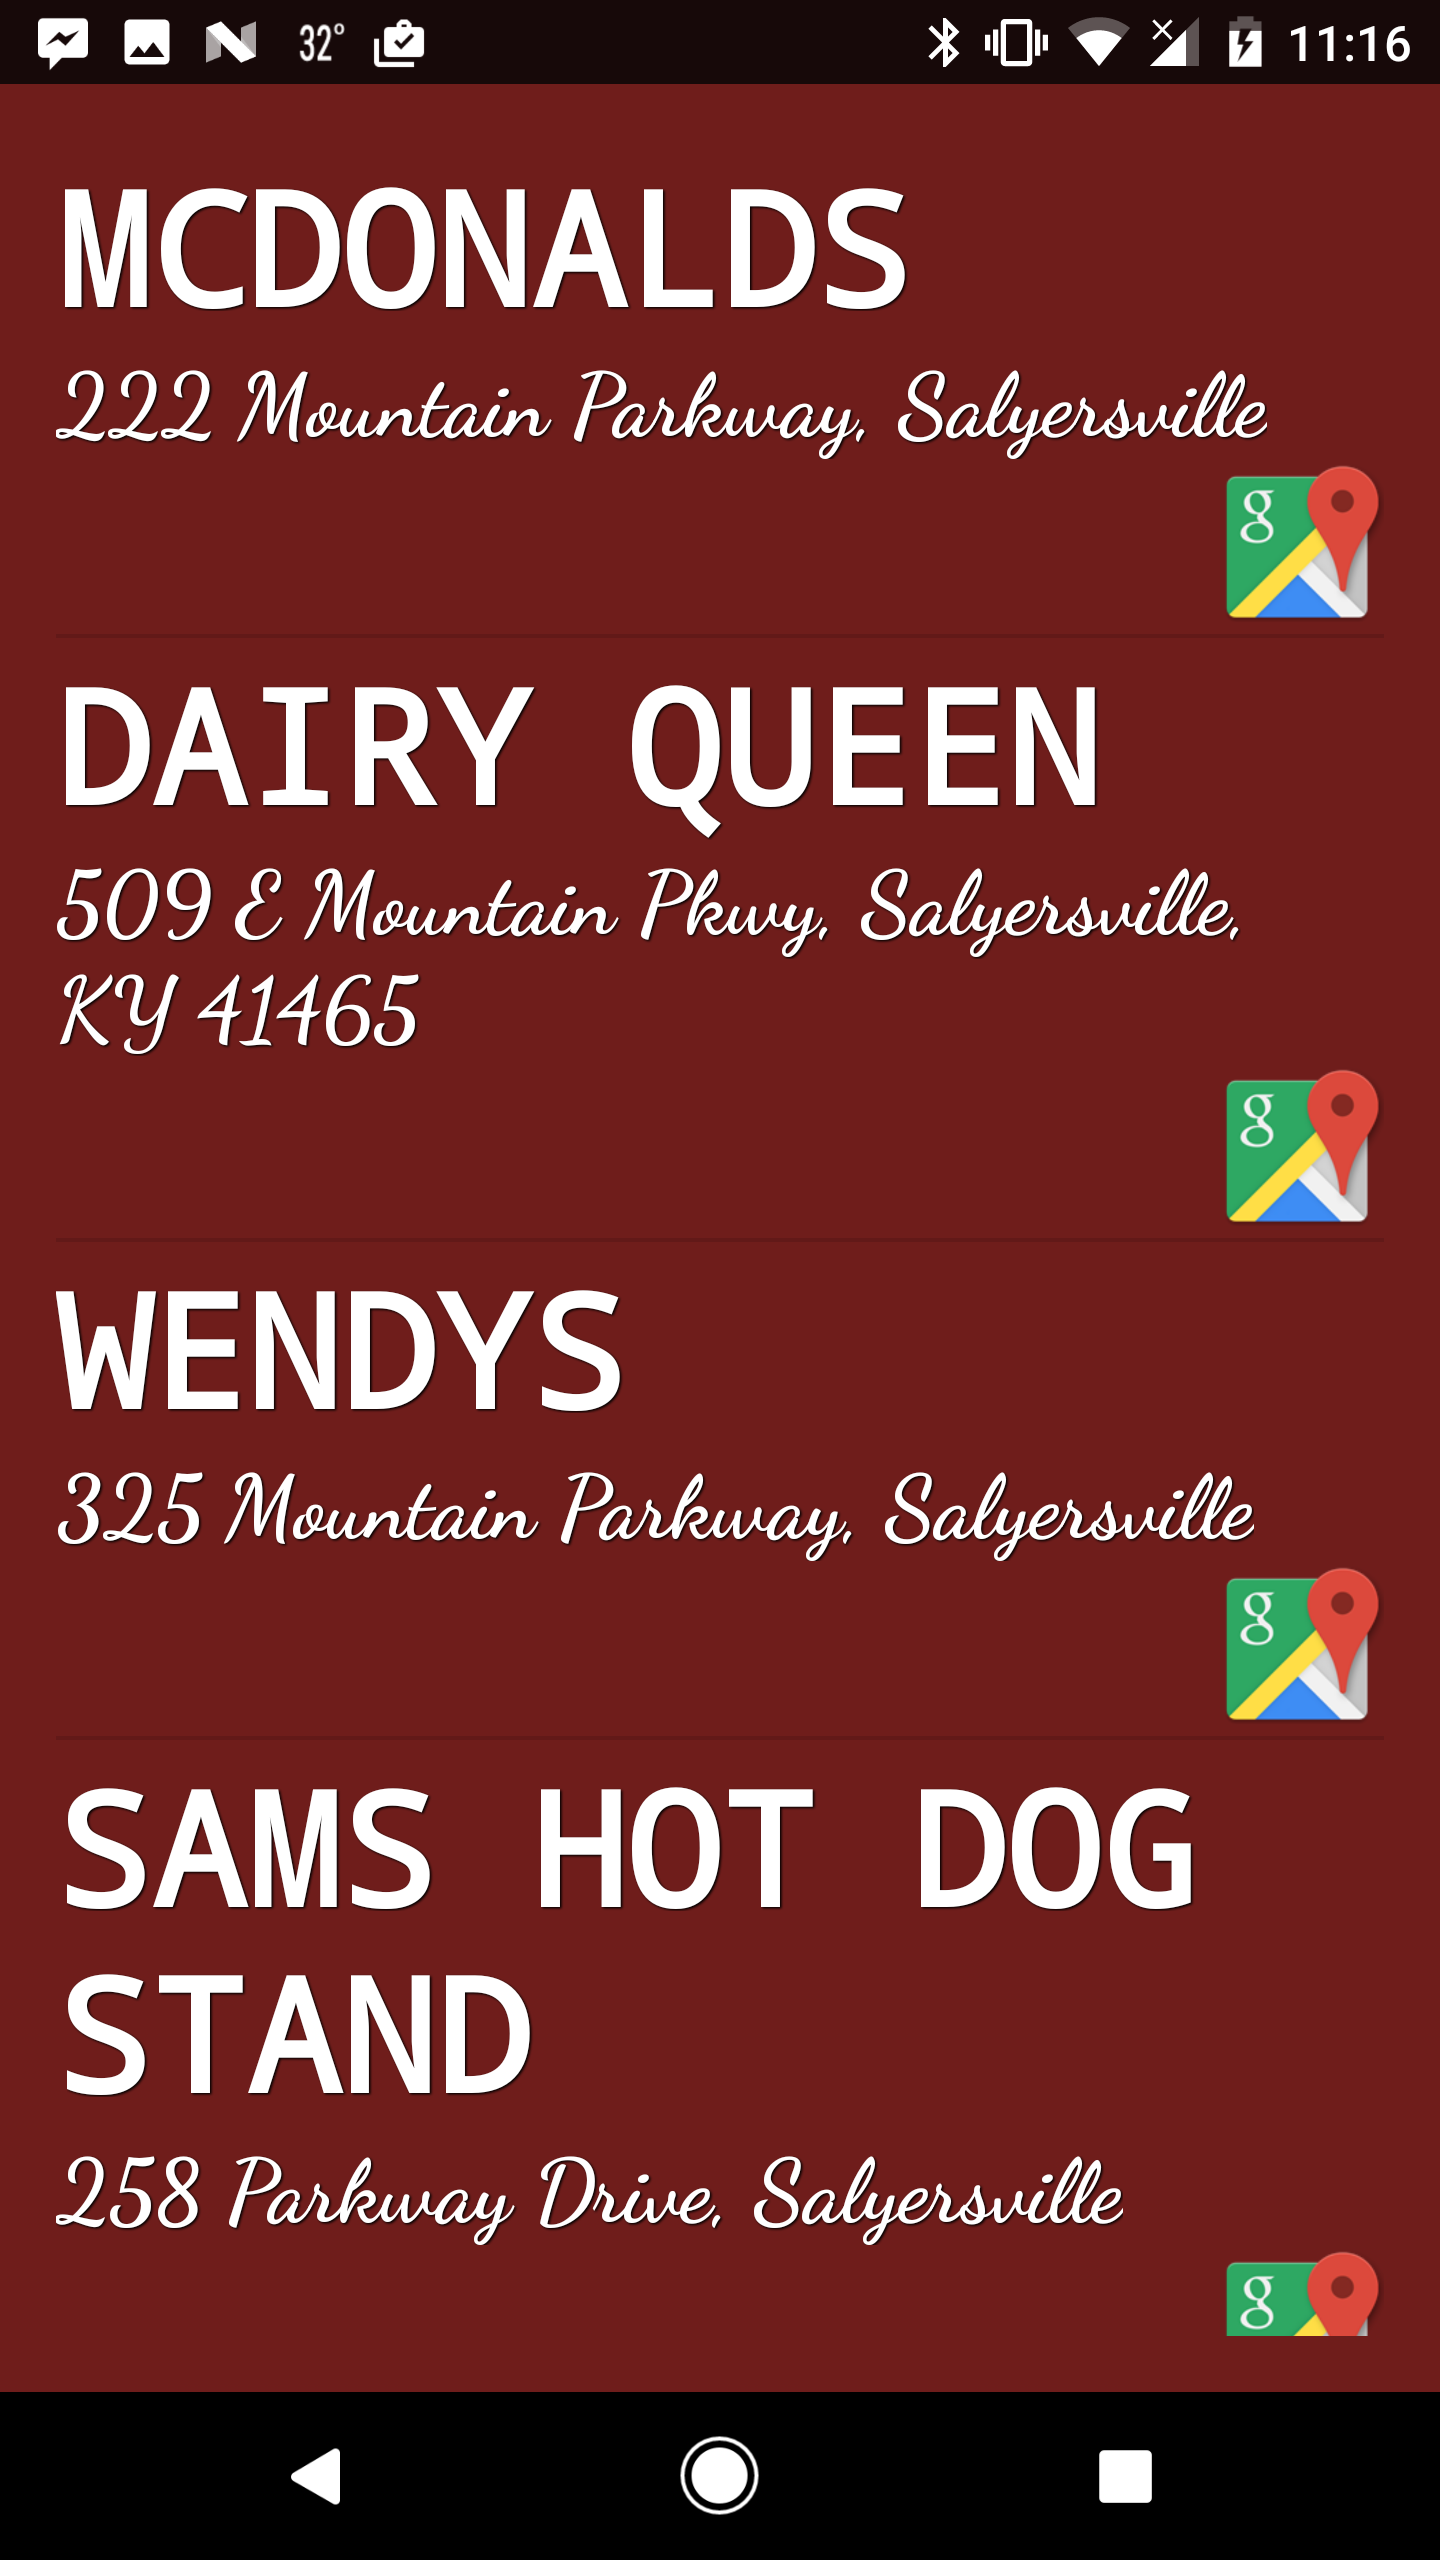 32° 11:16
MCDONALDS
222 Mountain Parkway, Salyersville
g
DAIRY QUEEN
509 E Mountain Pkwy, Salyersville,
KY 41465
g
WENDYS
325 Mountain Parkway, Salyersville
g
SAMS HOT DOG
STAND
258 Parkway Drive, Salyersville
g